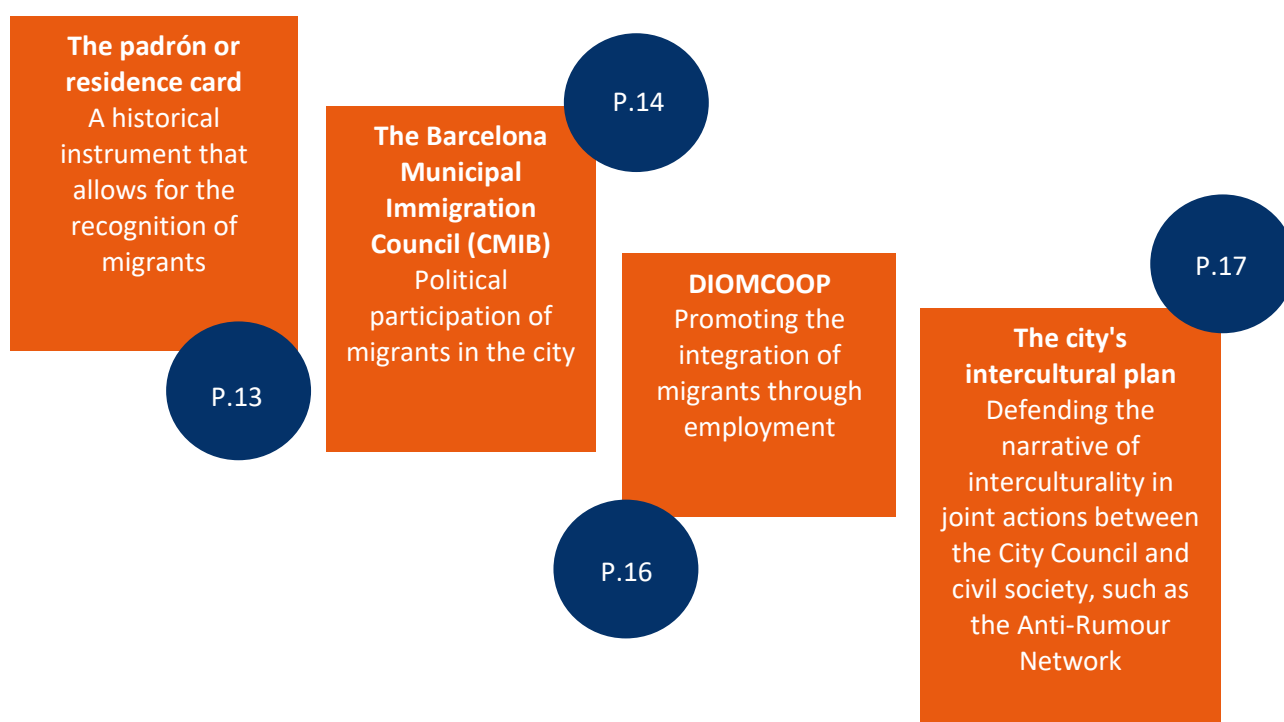 The padrón or
residence card
A historical
instrument that
allows for the
recognition of
migrants
P.13
P.14
The Barcelona
Municipal
Immigration
Council (CMIB)
Political
participation of
migrants in the city
DIOMCOOP
Promoting the
integration of
migrants through
employment
P.16
P.17
The city's
intercultural plan
Defending the
narrative of
interculturality in
joint actions between
the City Council and
civil society, such as
the Anti-Rumour
Network